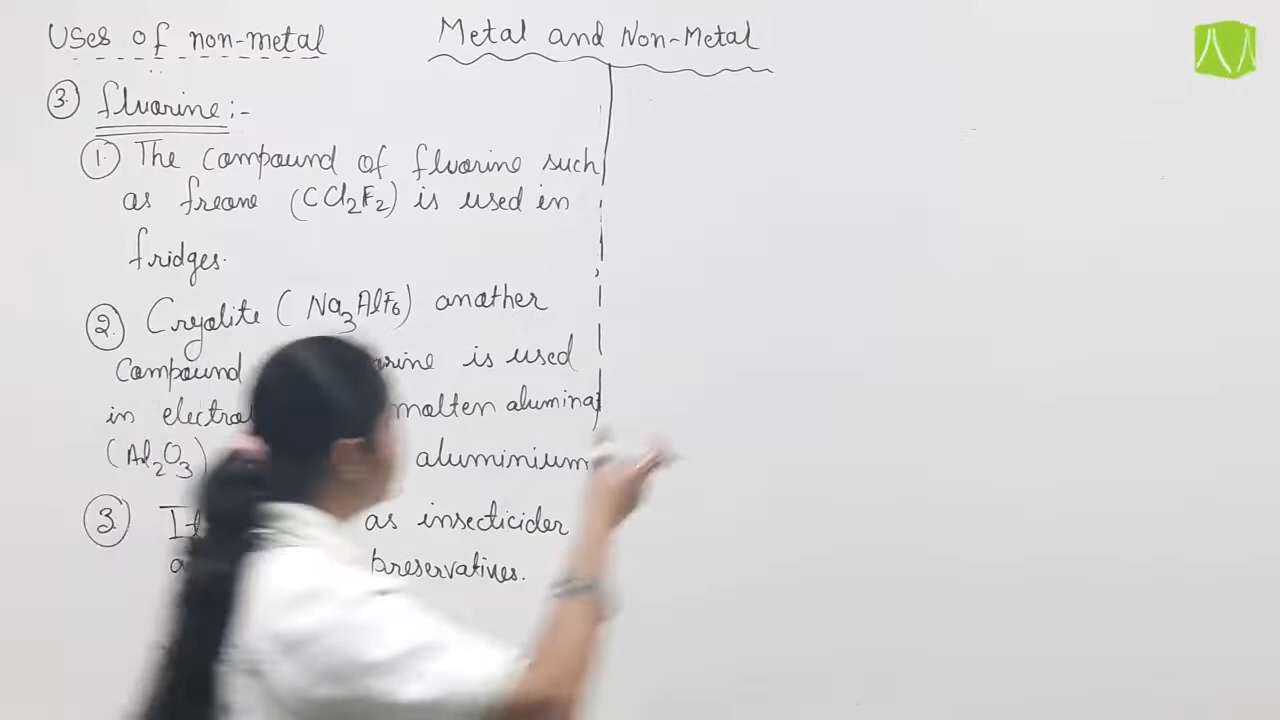 Uses of non-metal
Metal and Non-Metal
3. fluorine:-
1. The compound of fluorine such
as freone (CCl2F2) is used in
fridges.
2. Cryolite (Na3AlF6) another
compound is used
in molten alumina
(Al2O3) aluminium
3 as insecticider
preservatives.